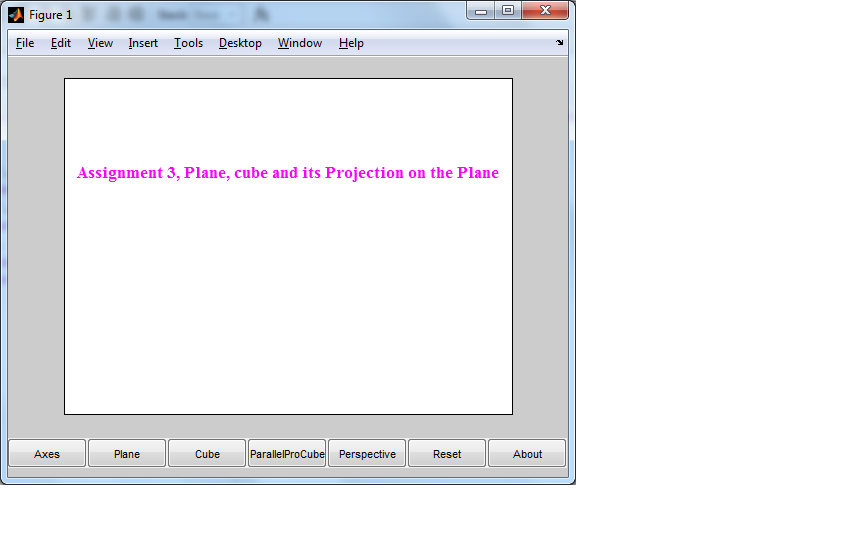 Figure 1
File Edit View Insert Tools Desktop Window Help
Assignment 3, Plane, cube and its Projection on the Plane
Axes Plane Cube ParallelProCube Perspective Reset About